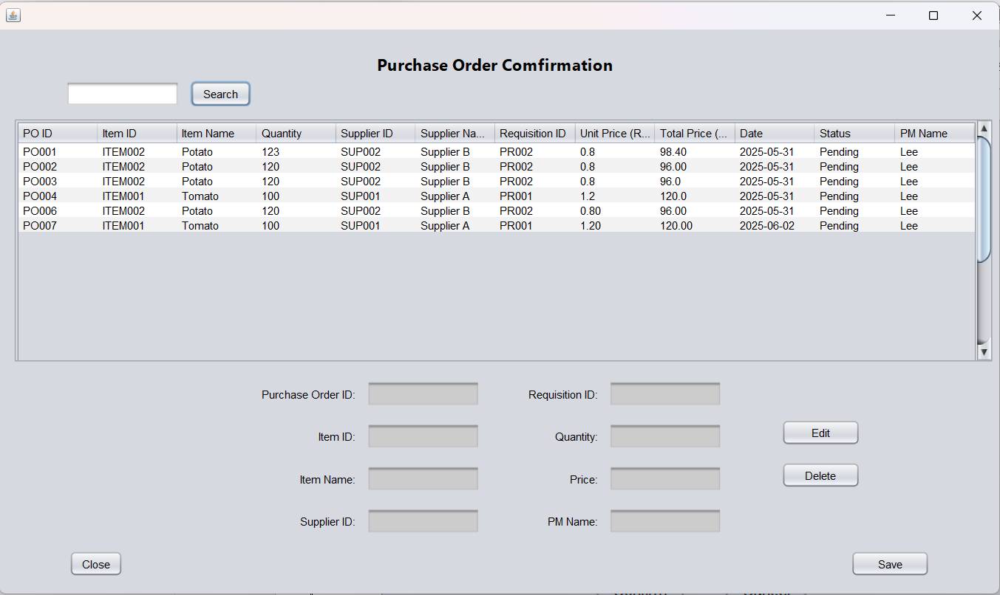 Purchase Order Comfirmation
Search
PO ID Item ID Item Name Quantity Supplier ID Supplier Na... Requisition ID Unit Price (R... Total Price (... Date Status PM Name
PO001 ITEM002 Potato 123 SUP002 Supplier B PR002 0.8 98.40 2025-05-31 Pending Lee
PO002 ITEM002 Potato 120 SUP002 Supplier B PR002 0.8 96.00 2025-05-31 Pending Lee
PO003 ITEM002 Potato 120 SUP002 Supplier B PR002 0.8 96.0 2025-05-31 Pending Lee
PO004 ITEM001 Tomato 100 SUP001 Supplier A PR001 1.2 120.0 2025-05-31 Pending Lee
PO006 ITEM002 Potato 120 SUP002 Supplier B PR002 0.80 96.00 2025-05-31 Pending Lee
PO007 ITEM001 Tomato 100 SUP001 Supplier A PR001 1.20 120.00 2025-06-02 Pending Lee
Purchase Order ID: Requisition ID:
Item ID: Quantity: Edit
Item Name: Price: Delete
Supplier ID: PM Name:
Close Save